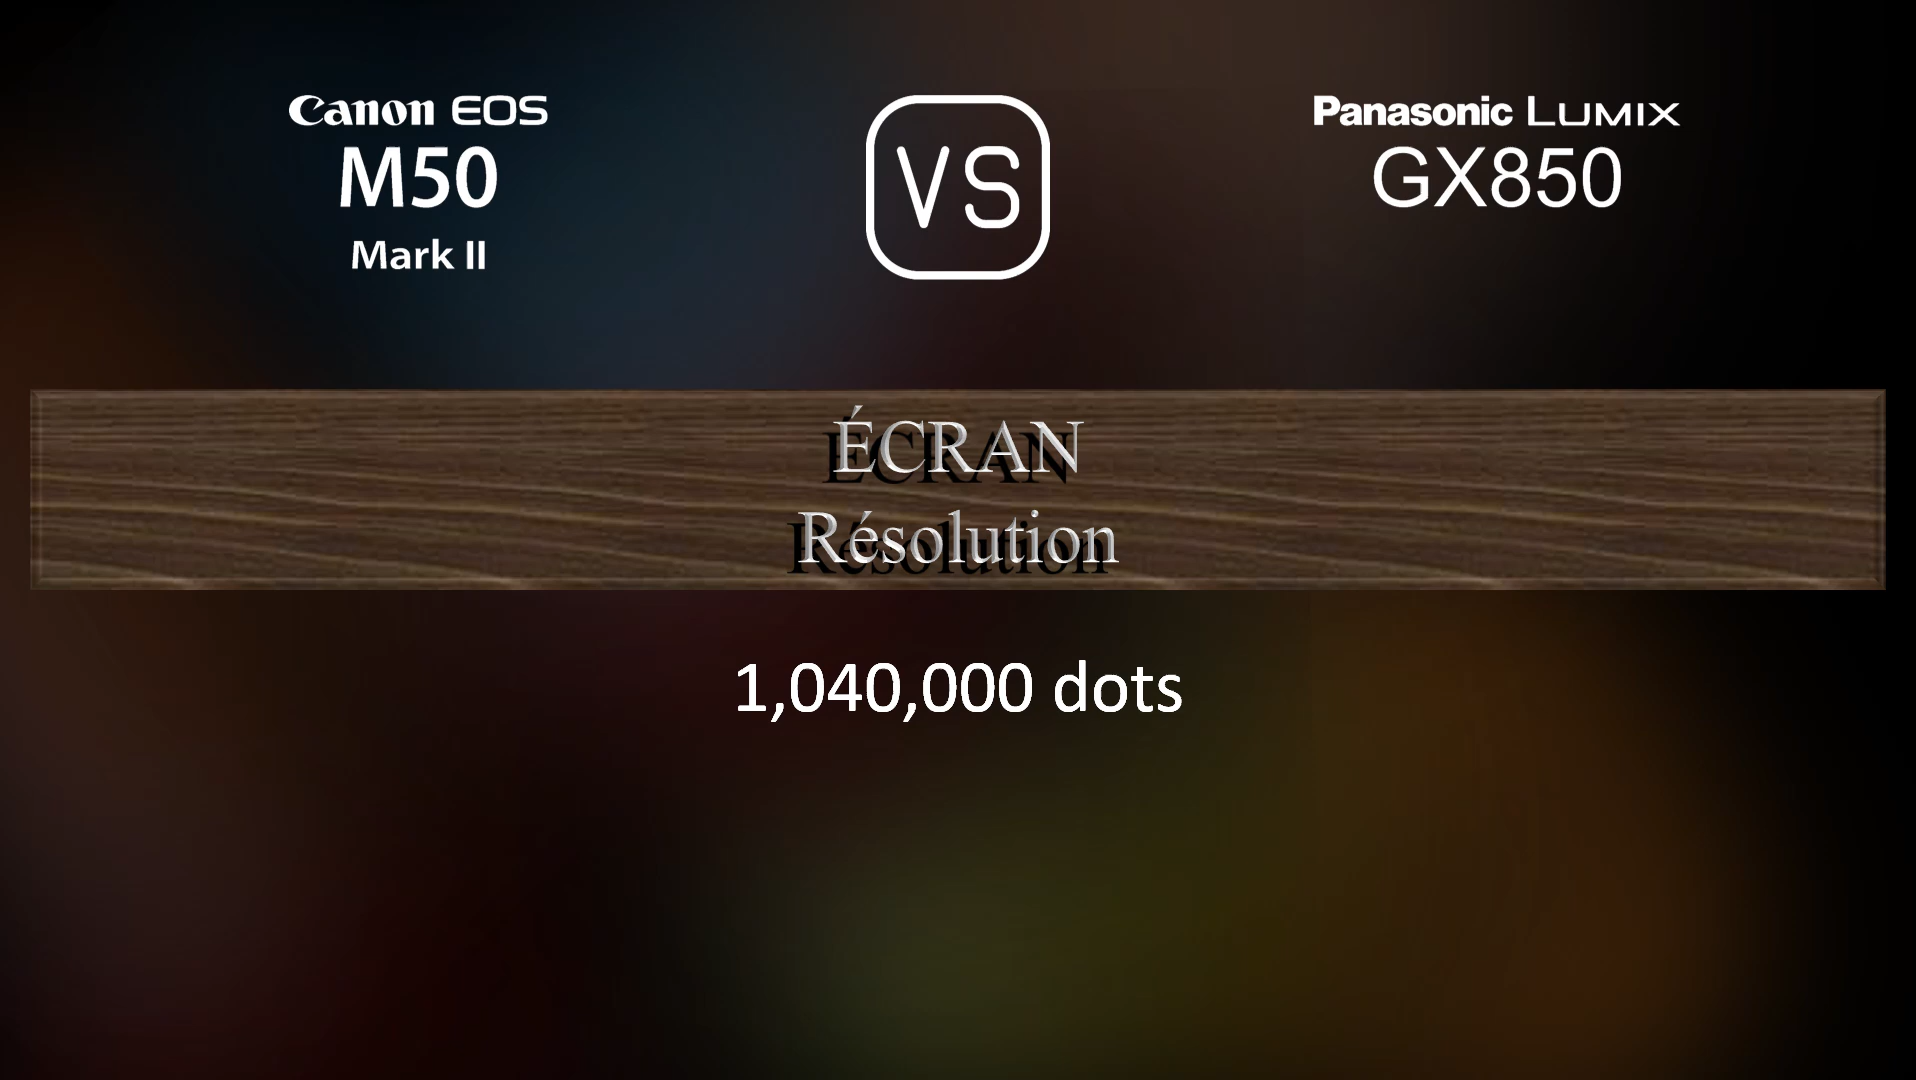 Canon EOS
M50
Mark II
VS
Panasonic LUMIX
GX850
ÉCRAN
Résolution
1,040,000 dots